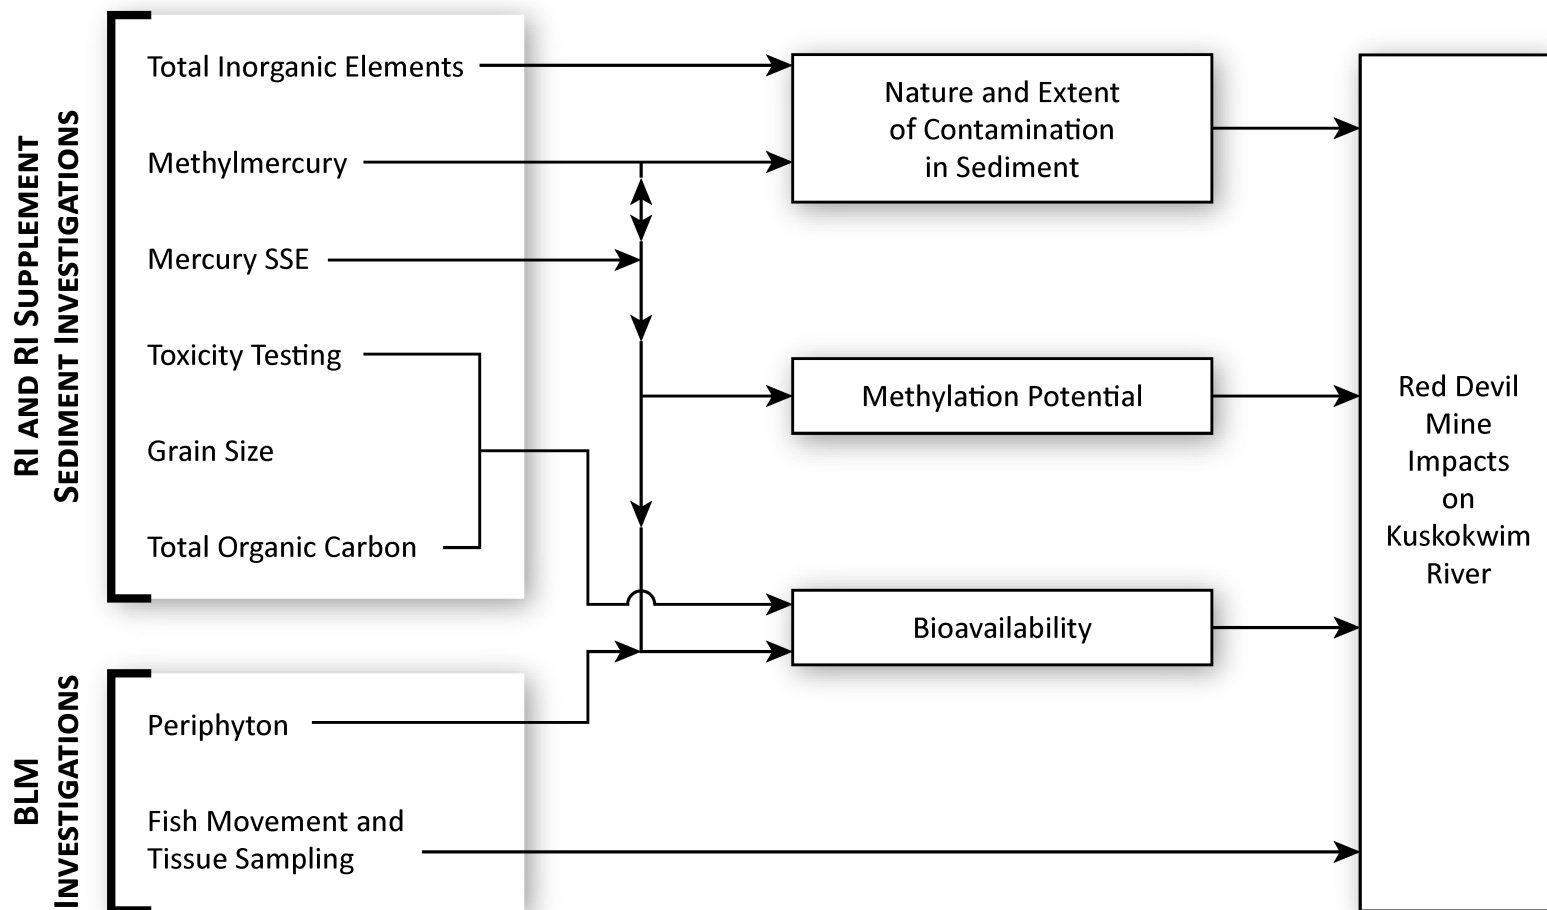 RI AND RI SUPPLEMENT
SEDIMENT INVESTIGATIONS
Total Inorganic Elements
Methylmercury
Mercury SSE
Toxicity Testing
Grain Size
Total Organic Carbon
BLM
INVESTIGATIONS
Periphyton
Fish Movement and
Tissue Sampling
Nature and Extent
of Contamination
in Sediment
Methylation Potential
Bioavailability
Red Devil
Mine
Impacts
on
Kuskokwim
River